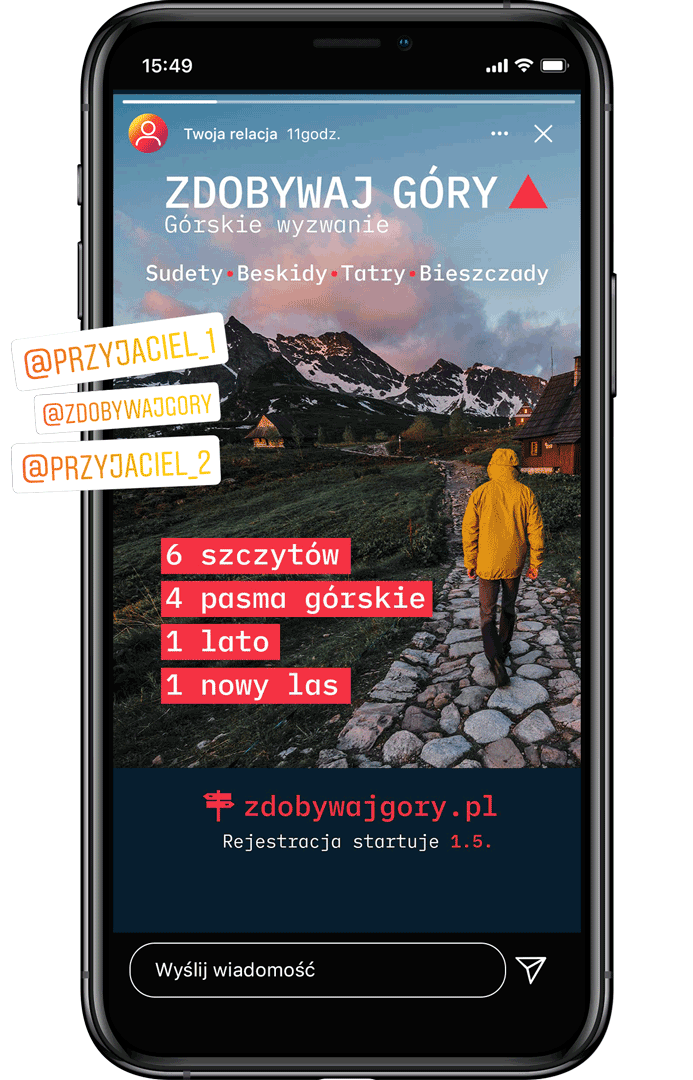 15:49
Twoja relacja 11godz.
ZDOBYWAJ GÓRY
Górskie wyzwanie
Sudety•Beskidy•Tatry•Bieszczady
@PRZYJACIEL_1
@ZDOBYWAJGORY
@PRZYJACIEL_2
6 szczytów
4 pasma górskie
1 lato
1 nowy las
zdobywajgory.pl
Rejestracja startuje 1.5.
Wyślij wiadomość